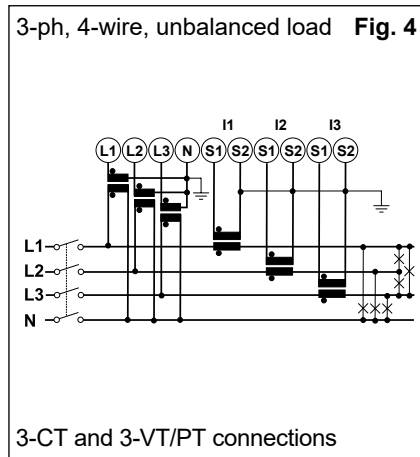 3-ph, 4-wire, unbalanced load Fig. 4
I1 I2 I3
L1 L2 L3 N S1 S2 S1 S2 S1 S2
L1
L2
L3
N
3-CT and 3-VT/PT connections